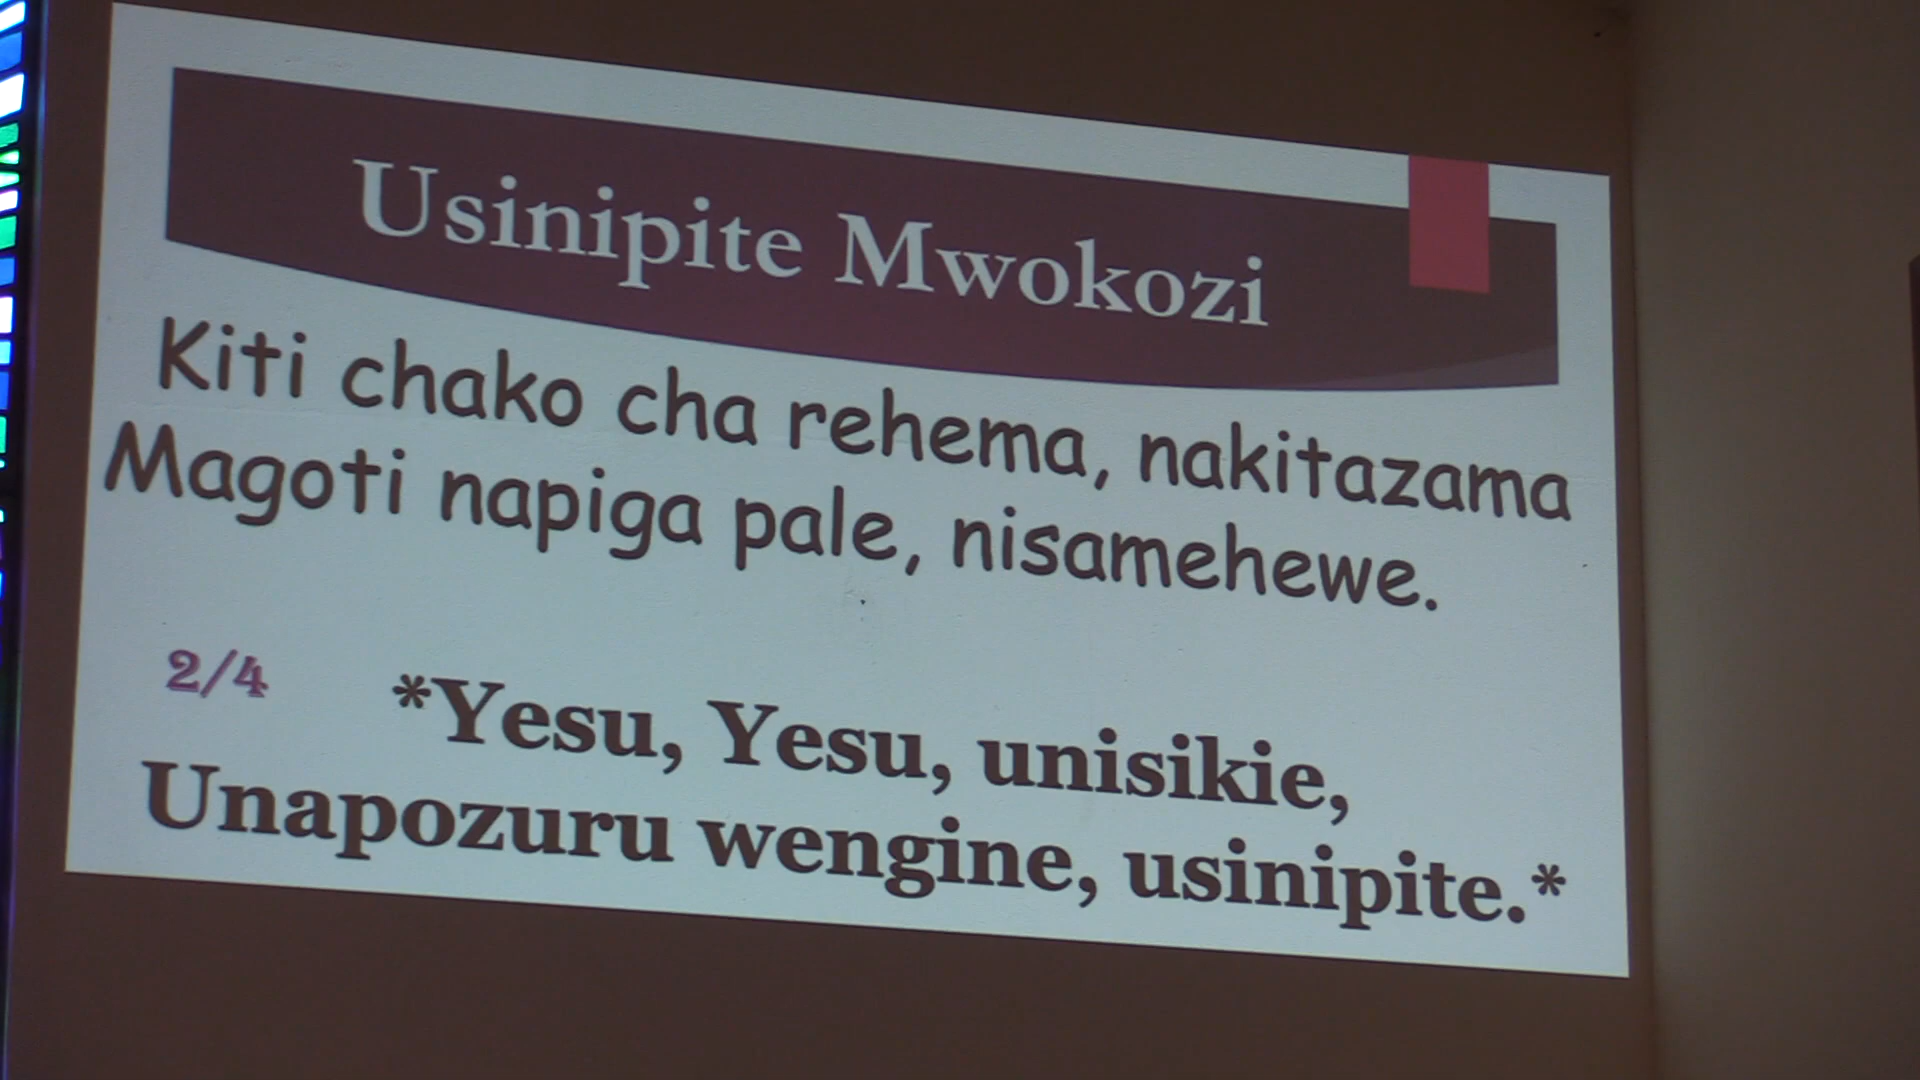 Usinipite Mwokozi
Kiti chako cha rehema, nakitazama
Magoti napiga pale, nisamehewe.
2/4
*Yesu, Yesu, unisikie,
Unapozuru wengine, usinipite.*